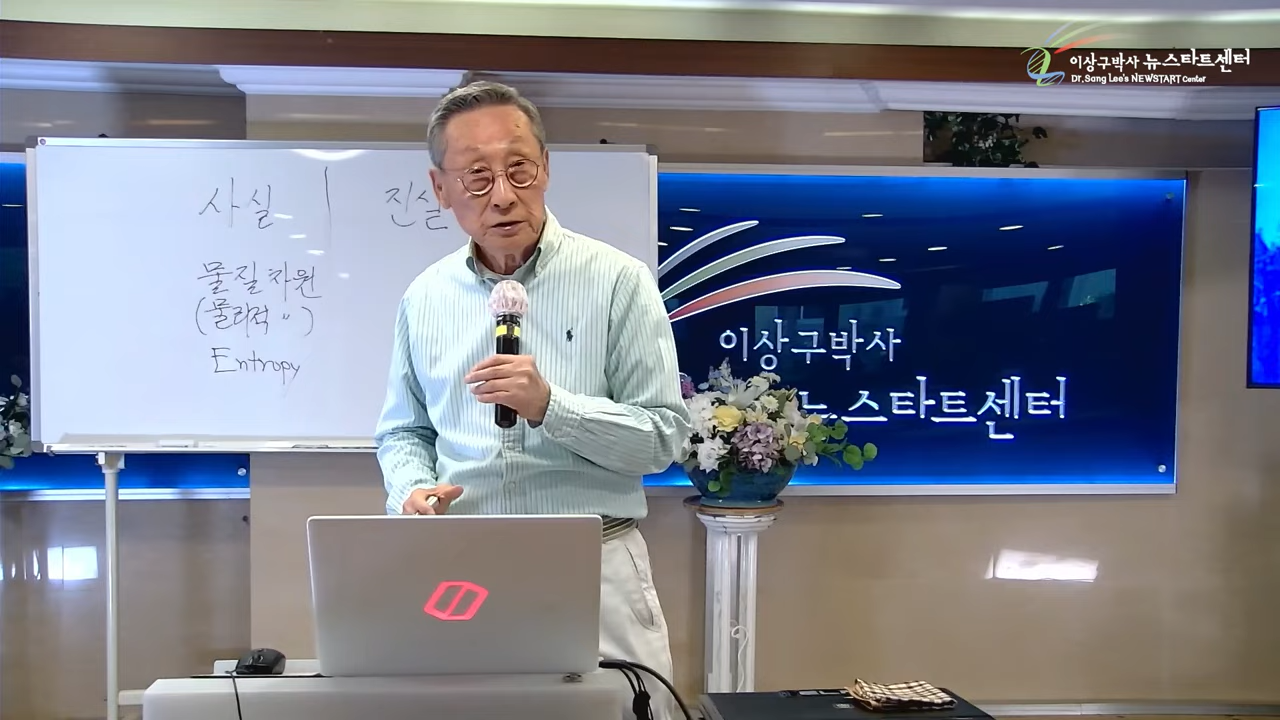 이상구박사 뉴스타트센터
Dr. Sang Lee's NEWSTART Center
사실 | 진실
물질차원
(물리적 〃)
Entropy
이상구박사
뉴스타트센터